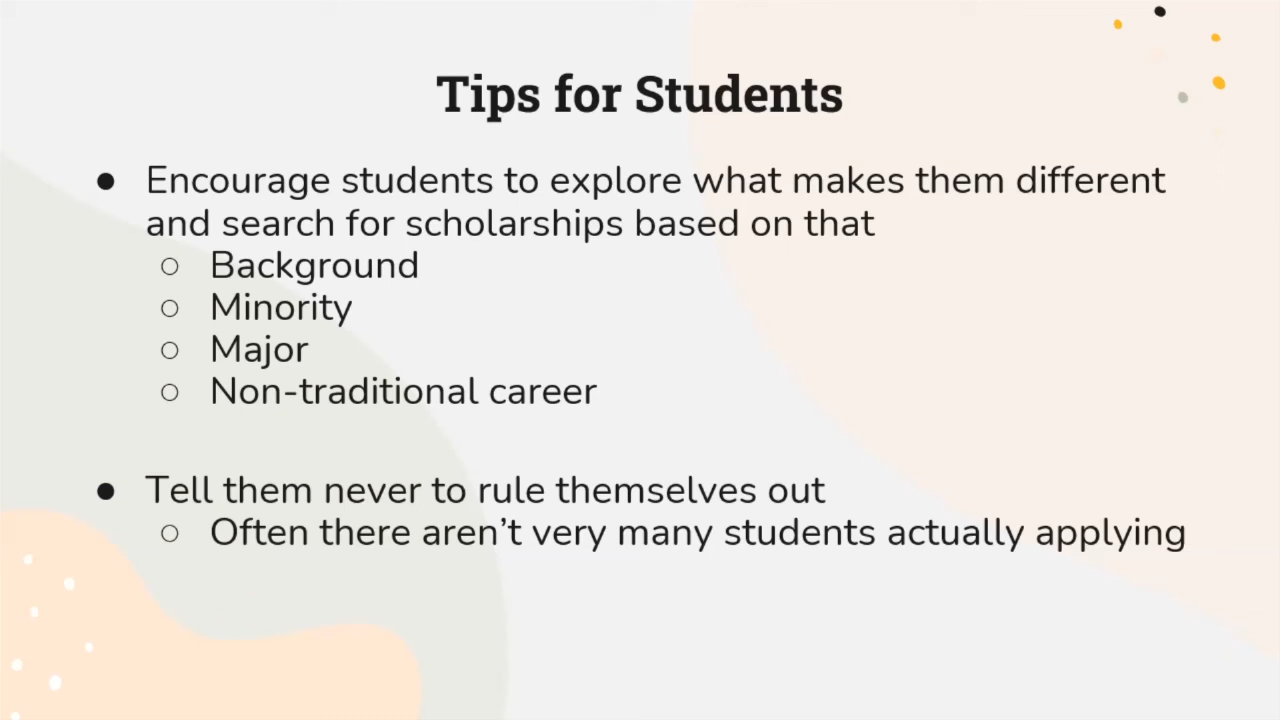 Tips for Students
● Encourage students to explore what makes them different
and search for scholarships based on that
○ Background
○ Minority
○ Major
○ Non-traditional career
● Tell them never to rule themselves out
○ Often there aren’t very many students actually applying